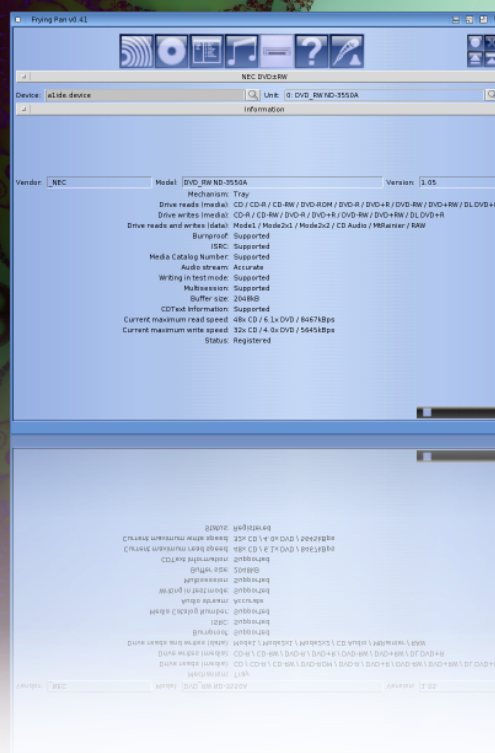 Frying Pan v0.41
NEC DVD±RW
Device: a1ide.device Unit: 0: DVD_RW ND-3550A
Information
Vendor: _NEC Model: DVD_RW ND-3550A Version: 1.05
Mechanism: Tray
Drive reads (media): CD / CD-R / CD-RW / DVD-ROM / DVD-R / DVD+R / DVD-RW / DVD+RW / DL DVD+R
Drive writes (media): CD-R / CD-RW / DVD-R / DVD+R / DVD-RW / DVD+RW / DL DVD+R
Drive reads and writes (data): Mode1 / Mode2x1 / Mode2x2 / CD Audio / MtRainier / RAW
Burnproof: Supported
ISRC: Supported
Media Catalog Number: Supported
Audio stream: Accurate
Writing in test mode: Supported
Multisession: Supported
Buffer size: 2048kB
CDText Information: Supported
Current maximum read speed: 48x CD / 6.1x DVD / 8467kBps
Current maximum write speed: 32x CD / 4.0x DVD / 5645kBps
Status: Registered